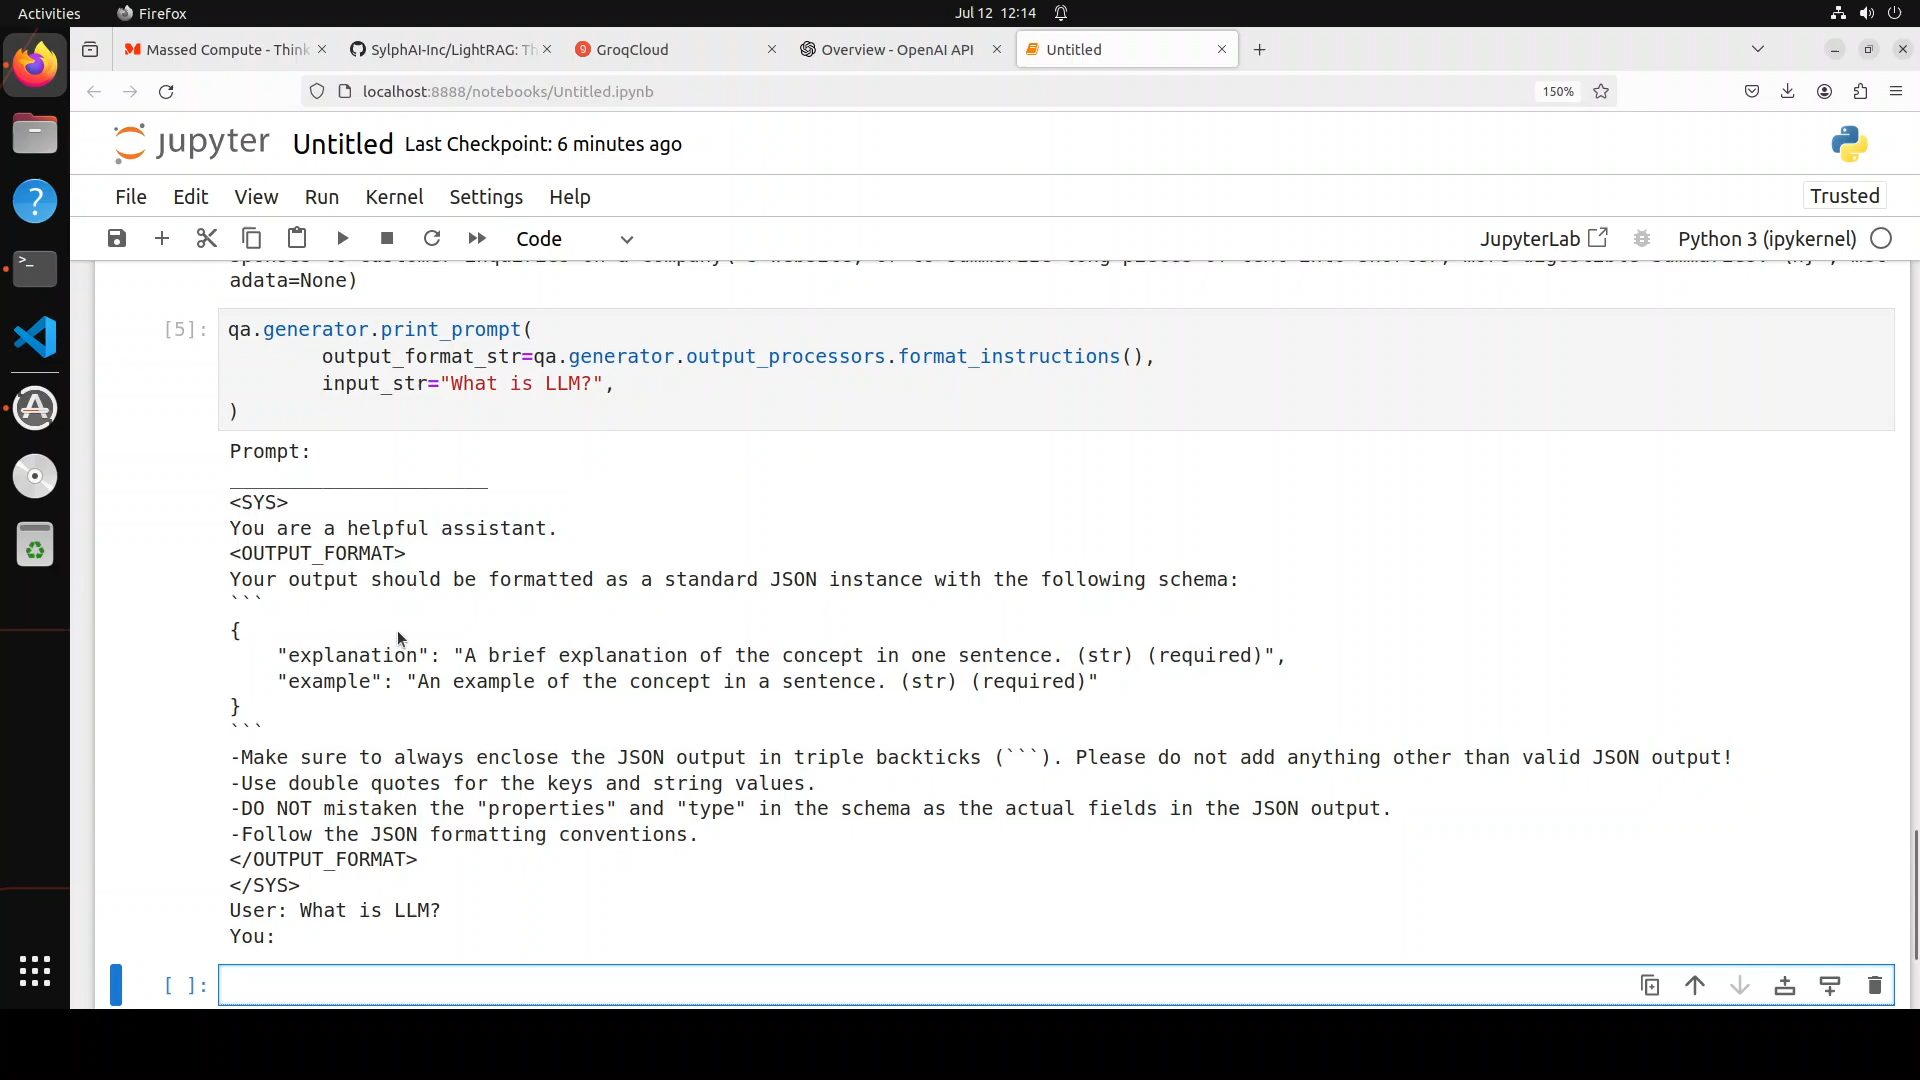 Activities
Firefox
Jul 12 12:14
Massed Compute - Think
SylphAI-Inc/LightRAG: Th
9 GroqCloud
Overview - OpenAI API
Untitled
localhost:8888/notebooks/Untitled.ipynb
150%
jupyter Untitled Last Checkpoint: 6 minutes ago
File Edit View Run Kernel Settings Help
Trusted
Code
JupyterLab
Python 3 (ipykernel)
adata=None)
[5]:
qa.generator.print_prompt(
output_format_str=qa.generator.output_processors.format_instructions(),
input_str="What is LLM?",
)
Prompt:
______________________
<SYS>
You are a helpful assistant.
<OUTPUT_FORMAT>
Your output should be formatted as a standard JSON instance with the following schema:
```
{
"explanation": "A brief explanation of the concept in one sentence. (str) (required)",
"example": "An example of the concept in a sentence. (str) (required)"
}
```
-Make sure to always enclose the JSON output in triple backticks (```). Please do not add anything other than valid JSON output!
-Use double quotes for the keys and string values.
-DO NOT mistaken the "properties" and "type" in the schema as the actual fields in the JSON output.
-Follow the JSON formatting conventions.
</OUTPUT_FORMAT>
</SYS>
User: What is LLM?
You:
[ ]: